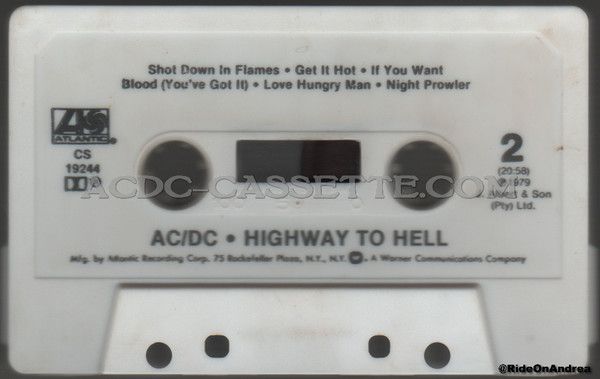 Shot Down In Flames • Get It Hot • If You Want
Blood (You've Got It) • Love Hungry Man • Night Prowler
ATLANTIC
CS
19244
2
(20:58)
℗ 1979
Albert & Son
(Pty) Ltd.
ACDC-CASSETTE.COM
AC/DC • HIGHWAY TO HELL
Mfg. by Atlantic Recording Corp. 75 Rockefeller Plaza, N.Y., N.Y. A Warner Communications Company
@RideOnAndrea